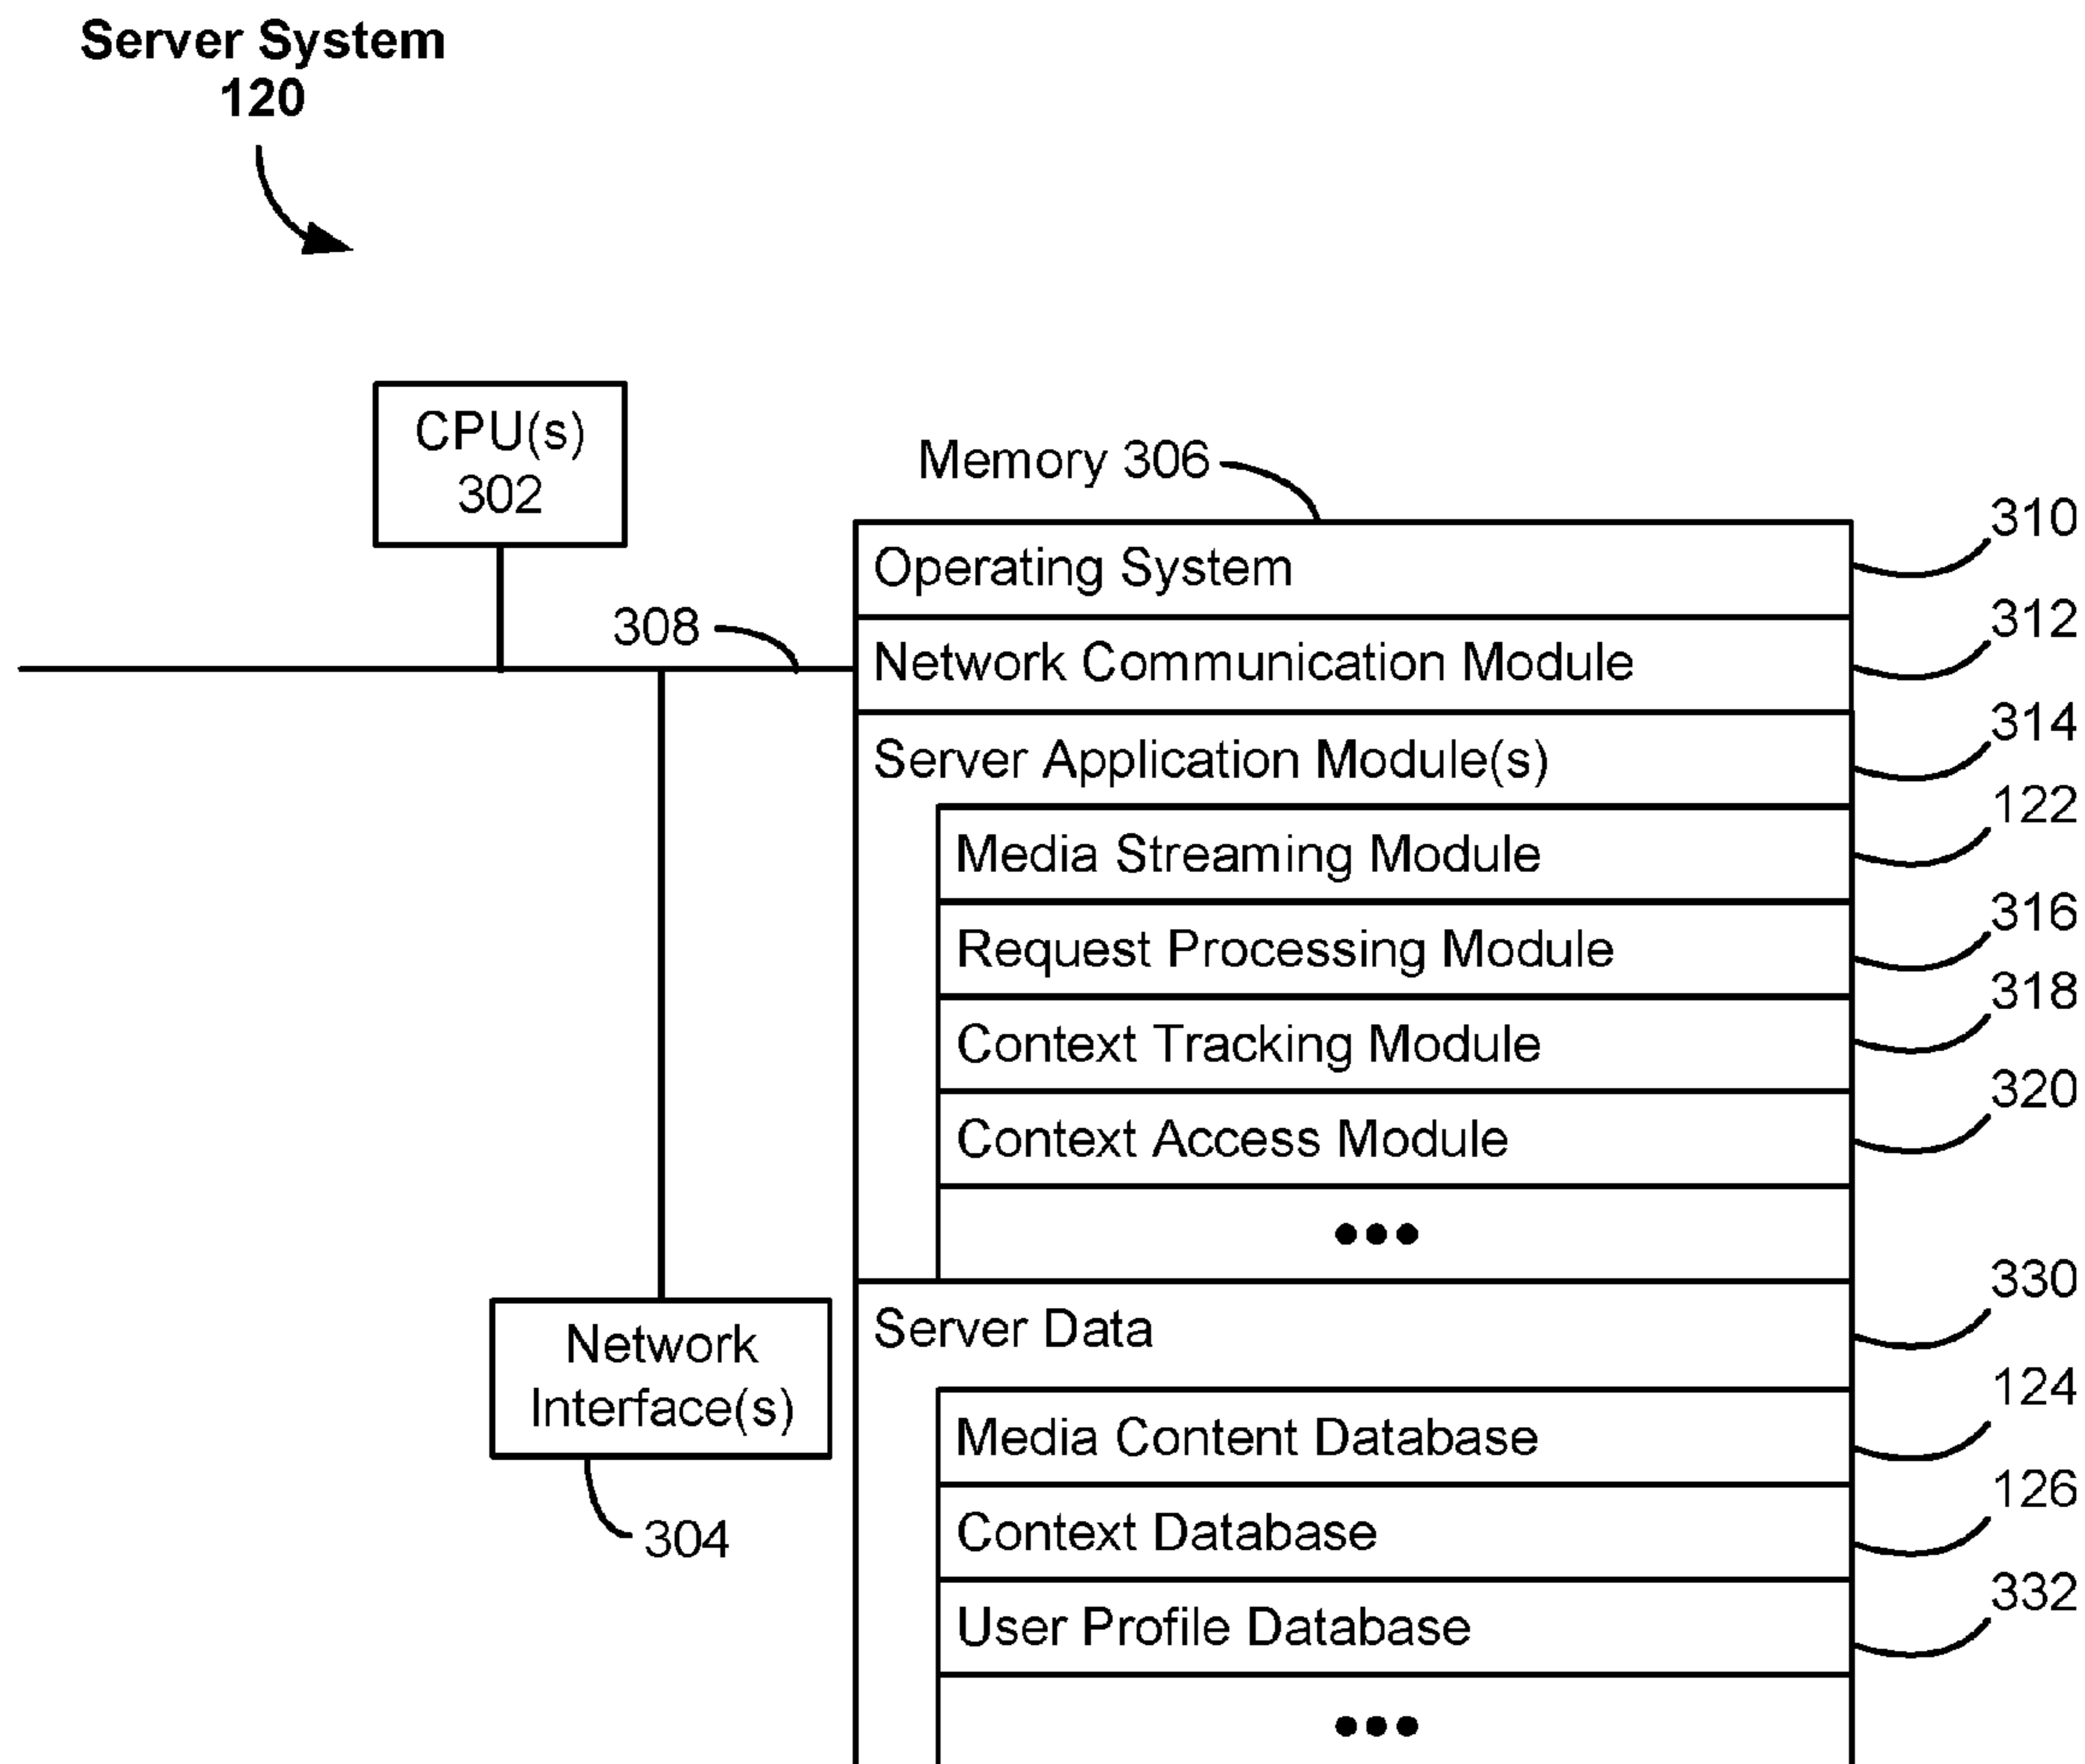 Server System
120
CPU(s)
302
Memory 306
308
Operating System
310
Network Communication Module
312
Server Application Module(s)
314
Media Streaming Module
122
Request Processing Module
316
Context Tracking Module
318
Context Access Module
320
•••
Network
Interface(s)
304
Server Data
330
Media Content Database
124
Context Database
126
User Profile Database
332
•••